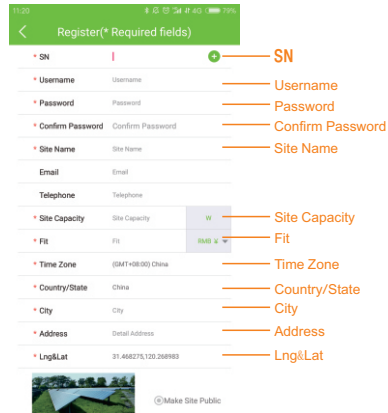 11:20 4G 79%
Register(* Required fields)
* SN SN
* Username Username Username
* Password Password Password
* Confirm Password Confirm Password Confirm Password
* Site Name Site Name Site Name
Email Email
Telephone Telephone
* Site Capacity Site Capacity W Site Capacity
* Fit Fit RMB ¥ Fit
* Time Zone (GMT+08:00) China Time Zone
* Country/State China Country/State
* City City City
* Address Detail Address Address
* Lng&Lat 31.468275,120.268983 Lng&Lat
Make Site Public